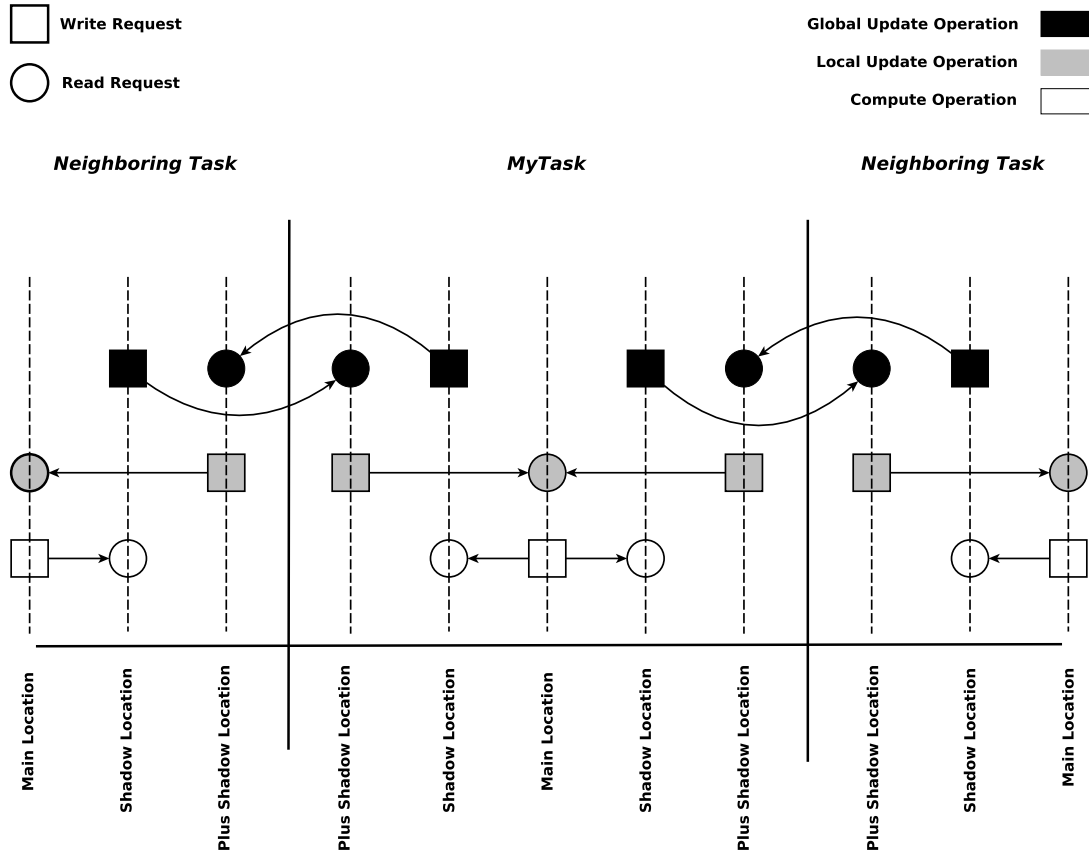 Write Request
Read Request
Global Update Operation
Local Update Operation
Compute Operation
Neighboring Task
MyTask
Neighboring Task
Main Location
Shadow Location
Plus Shadow Location
Plus Shadow Location
Shadow Location
Main Location
Shadow Location
Plus Shadow Location
Plus Shadow Location
Shadow Location
Main Location